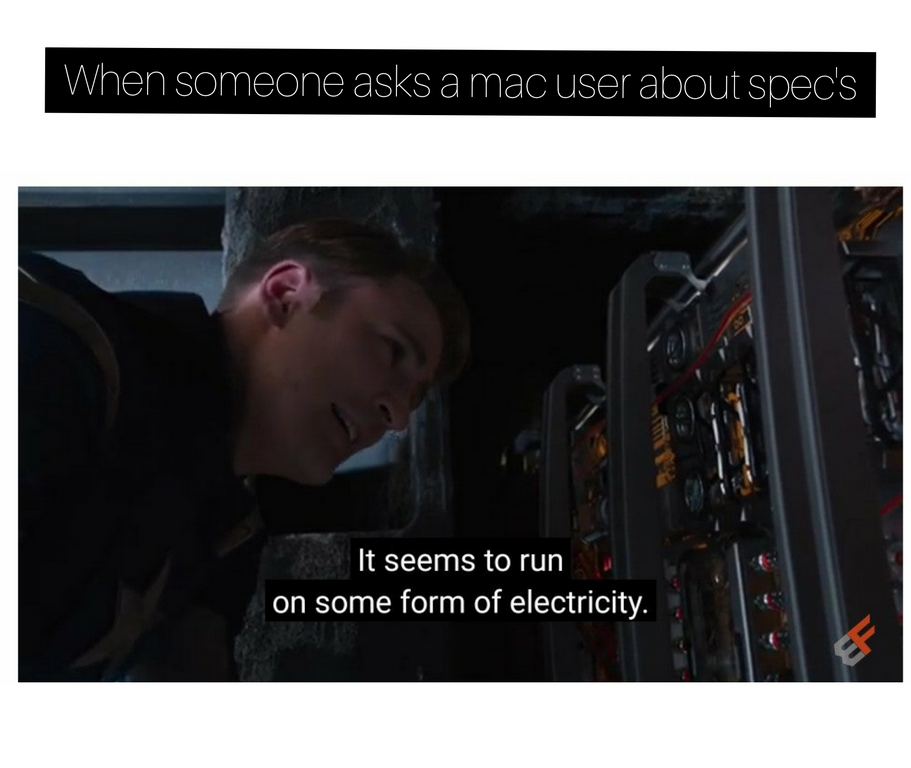 When someone asks a mac user about spec's
It seems to run
on some form of electricity.